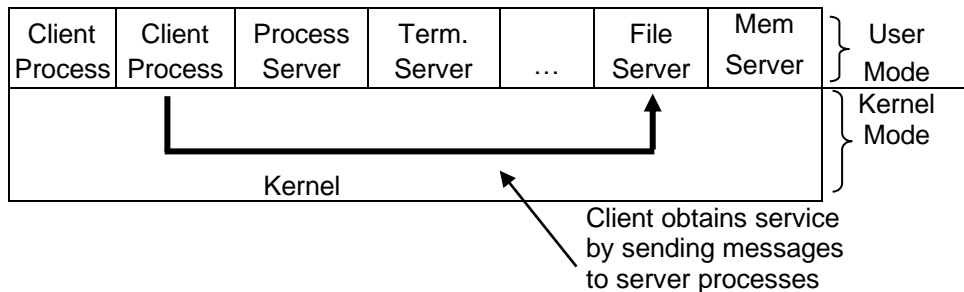 Client Process
Client Process
Process Server
Term. Server
…
File Server
Mem Server
User Mode
Kernel Mode
Kernel
Client obtains service
by sending messages
to server processes